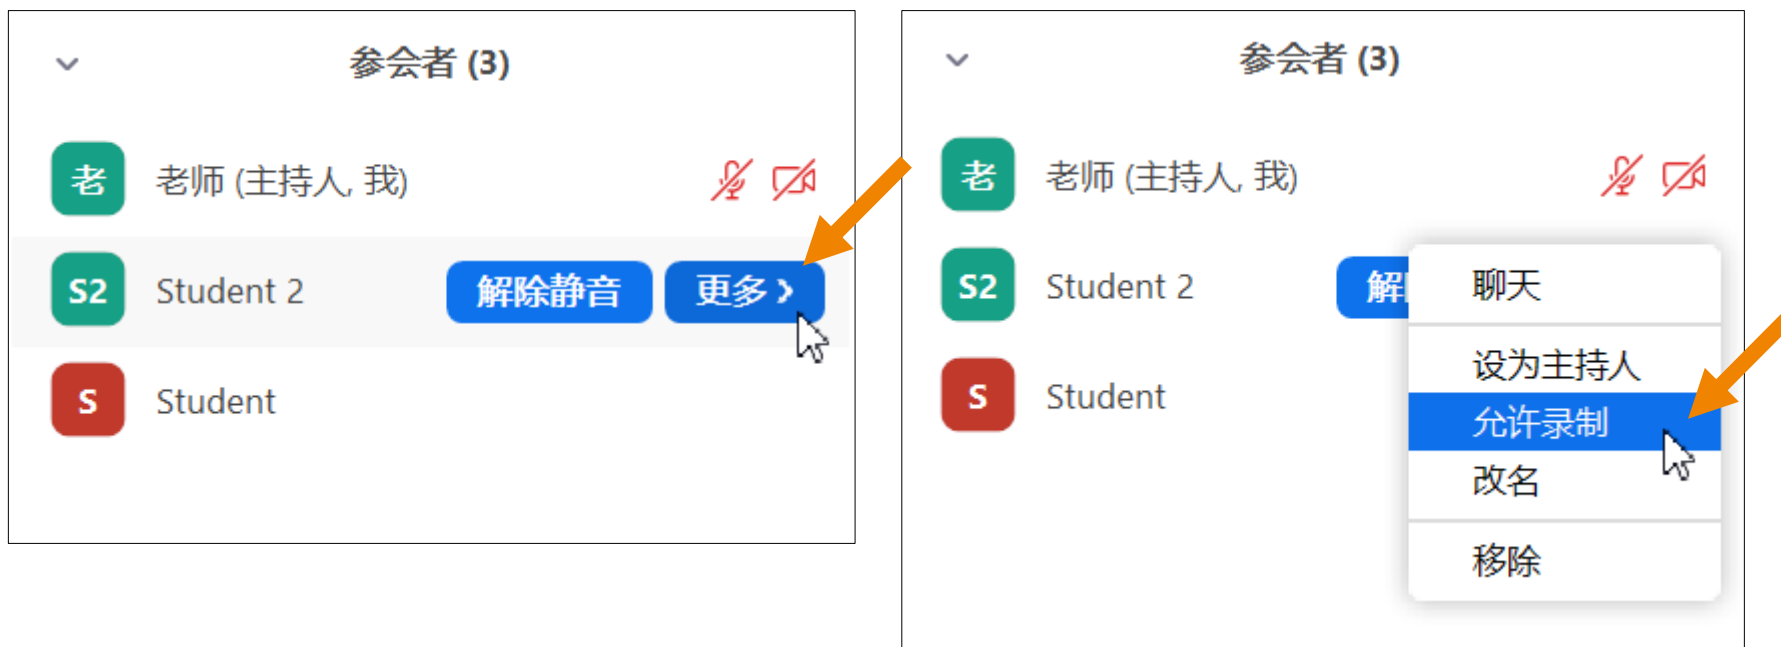 参会者 (3)
老 老师 (主持人, 我)
S2 Student 2 解除静音 更多 >
S Student
参会者 (3)
老 老师 (主持人, 我)
S2 Student 2 解
S Student
聊天
设为主持人
允许录制
改名
移除